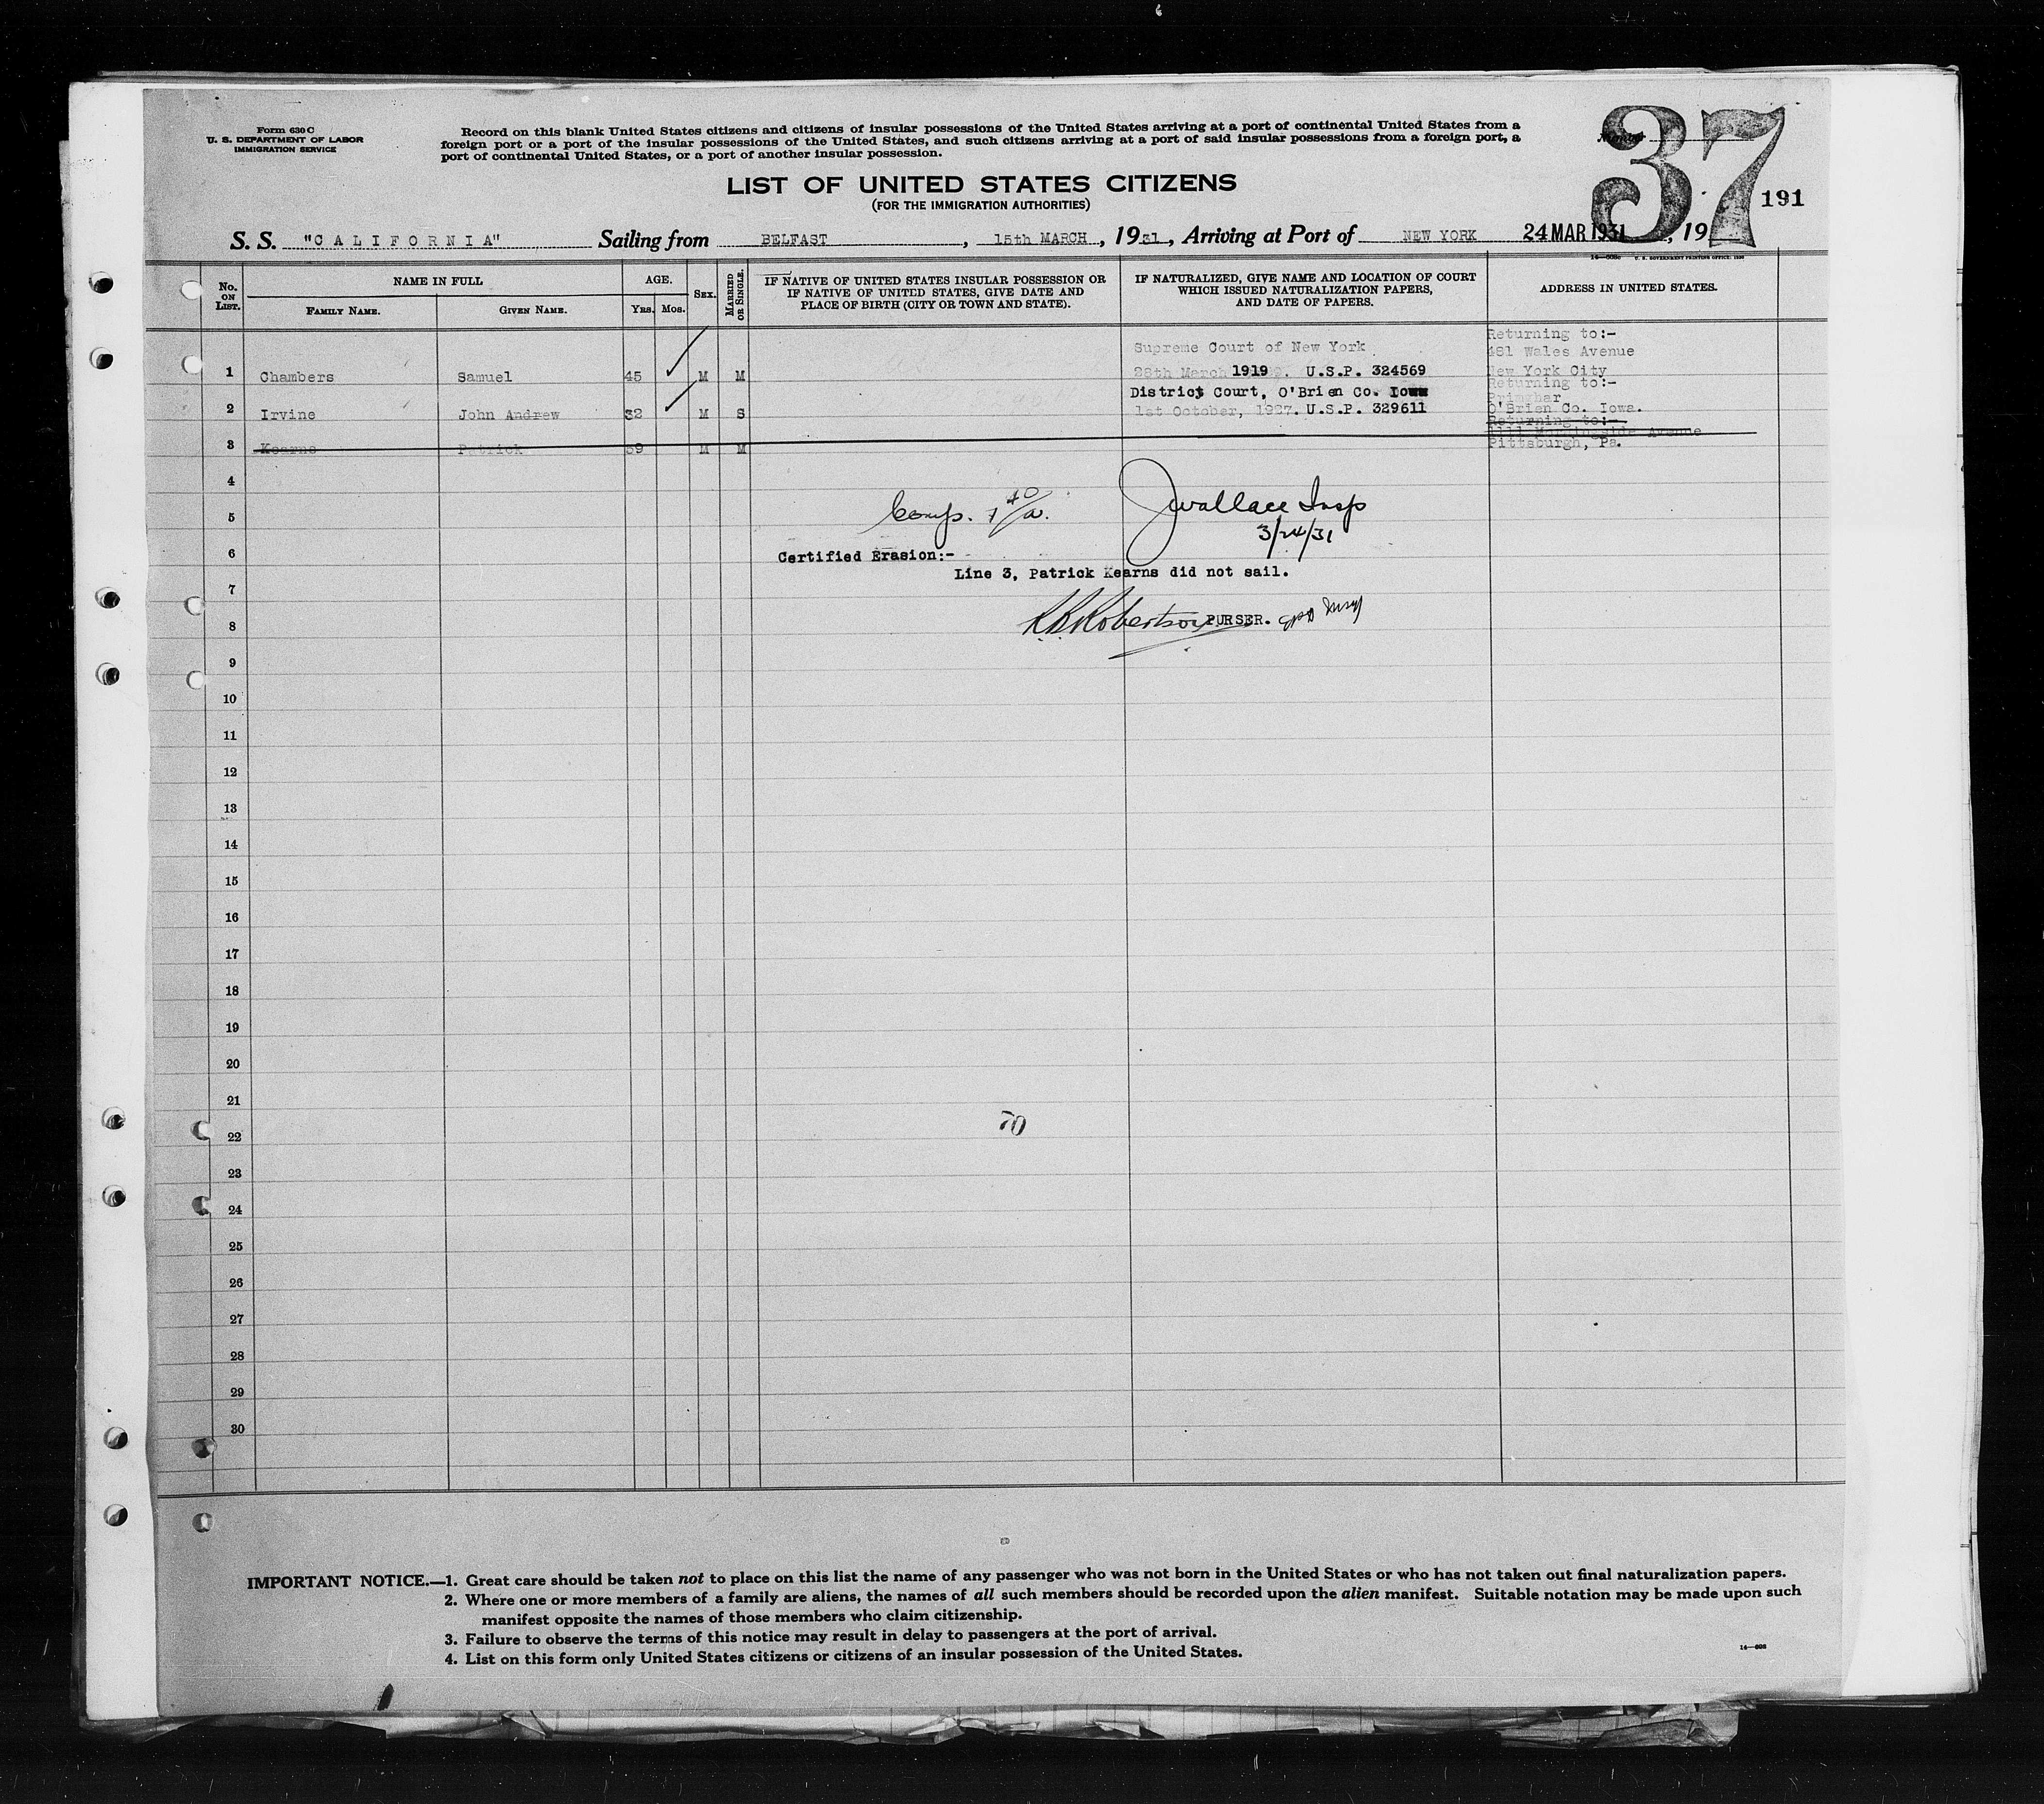 Form 630 C
U. S. DEPARTMENT OF LABOR
IMMIGRATION SERVICE
Record on this blank United States citizens and citizens of insular possessions of the United States arriving at a port of continental United States from a
foreign port or a port of the insular possessions of the United States, and such citizens arriving at a port of said insular possessions from a foreign port, a
port of continental United States, or a port of another insular possession.
37
191
LIST OF UNITED STATES CITIZENS
(FOR THE IMMIGRATION AUTHORITIES)
S. S. "CALIFORNIA" Sailing from BELFAST, 15th MARCH, 1931, Arriving at Port of NEW YORK 24 MAR 1931, 19
No. ON LIST.
NAME IN FULL
FAMILY NAME.
GIVEN NAME.
AGE.
YRS.
MOS.
SEX.
MARRIED OR SINGLE.
IF NATIVE OF UNITED STATES INSULAR POSSESSION OR
IF NATIVE OF UNITED STATES, GIVE DATE AND
PLACE OF BIRTH (CITY OR TOWN AND STATE).
IF NATURALIZED, GIVE NAME AND LOCATION OF COURT
WHICH ISSUED NATURALIZATION PAPERS,
AND DATE OF PAPERS.
ADDRESS IN UNITED STATES.
Returning to:-
Supreme Court of New York
481 Wales Avenue
1 Chambers Samuel 45 M M 28th March 1919. U.S.P. 324569 New York City
Returning to:-
District Court, O'Brien Co. Iowa
Primghar
2 Irvine John Andrew 32 M S 1st October, 1927. U.S.P. 329611 O'Brien Co. Iowa.
Returning to:-
Avenue
3 Kearns Patrick 39 M M Pittsburgh, Pa.
4
5 Comp. J Wallace Insp
3/24/31
6 Certified Erasion:-
Line 3, Patrick Kearns did not sail.
7
8 R.B. Robertson PURSER.
9
10
11
12
13
14
15
16
17
18
19
20
21
70
22
23
24
25
26
27
28
29
30
IMPORTANT NOTICE.—1. Great care should be taken not to place on this list the name of any passenger who was not born in the United States or who has not taken out final naturalization papers.
2. Where one or more members of a family are aliens, the names of all such members should be recorded upon the alien manifest. Suitable notation may be made upon such
manifest opposite the names of those members who claim citizenship.
3. Failure to observe the terms of this notice may result in delay to passengers at the port of arrival.
4. List on this form only United States citizens or citizens of an insular possession of the United States.